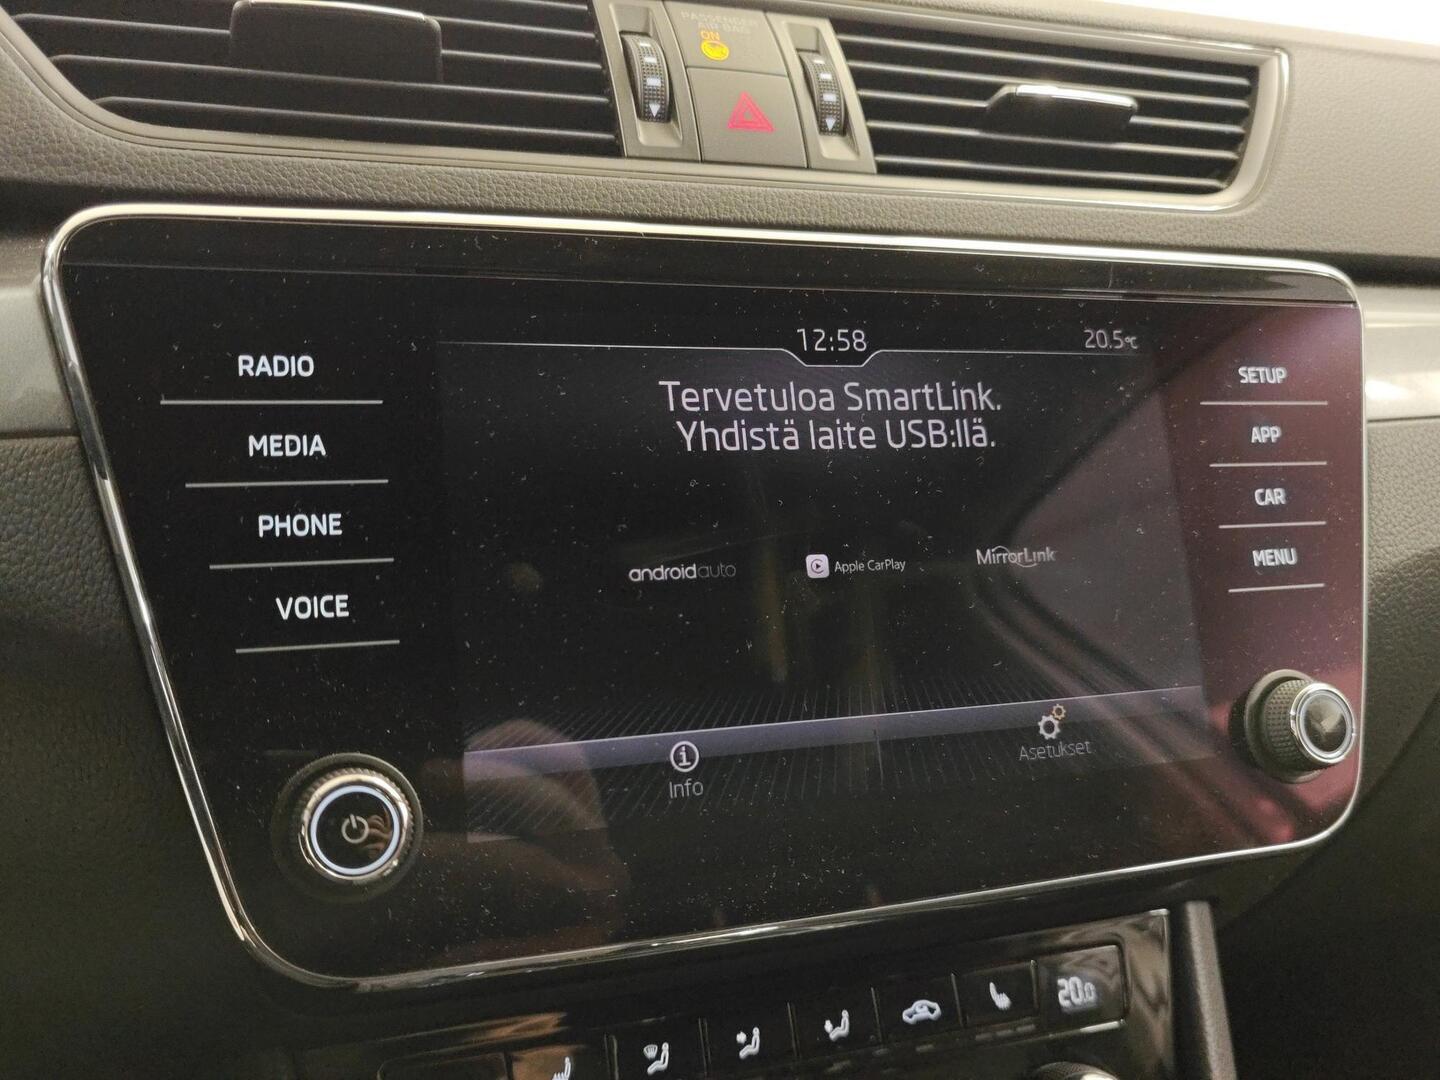 PASSENGER
AIR BAG
ON
12:58
20.5°C
RADIO
MEDIA
PHONE
VOICE
Tervetuloa SmartLink.
Yhdistä laite USB:llä.
androidauto
Apple CarPlay
MirrorLink
Info
Asetukset
SETUP
APP
CAR
MENU
20.0